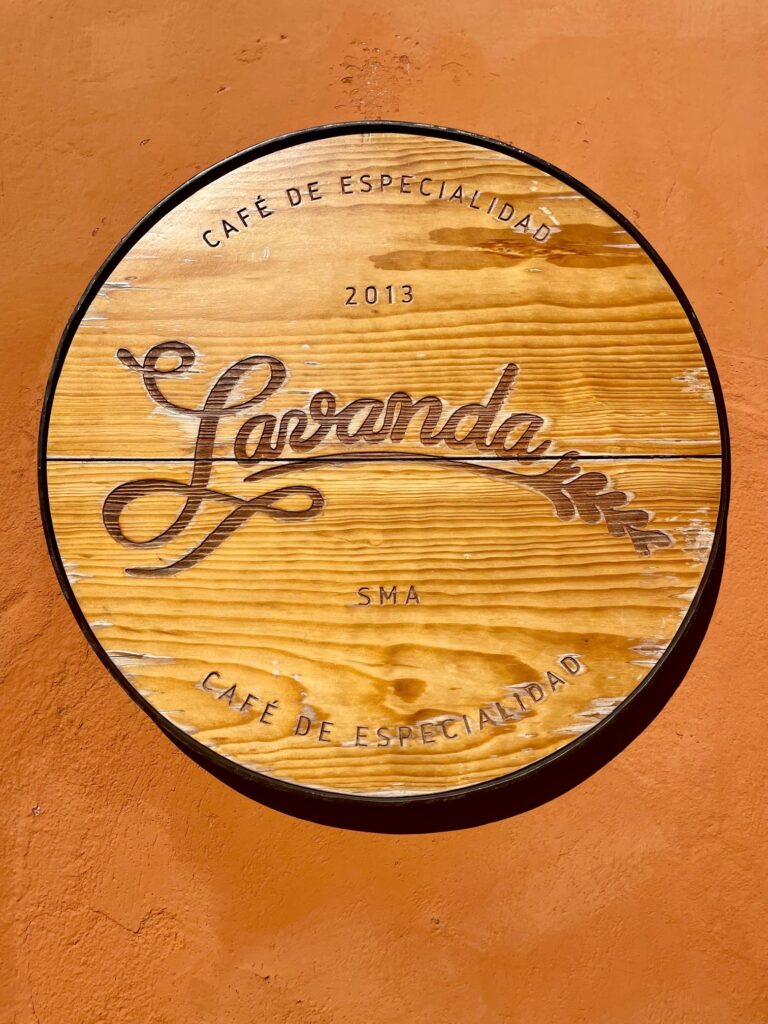 CAFÉ DE ESPECIALIDAD
2013
Lavanda
SMA
CAFÉ DE ESPECIALIDAD